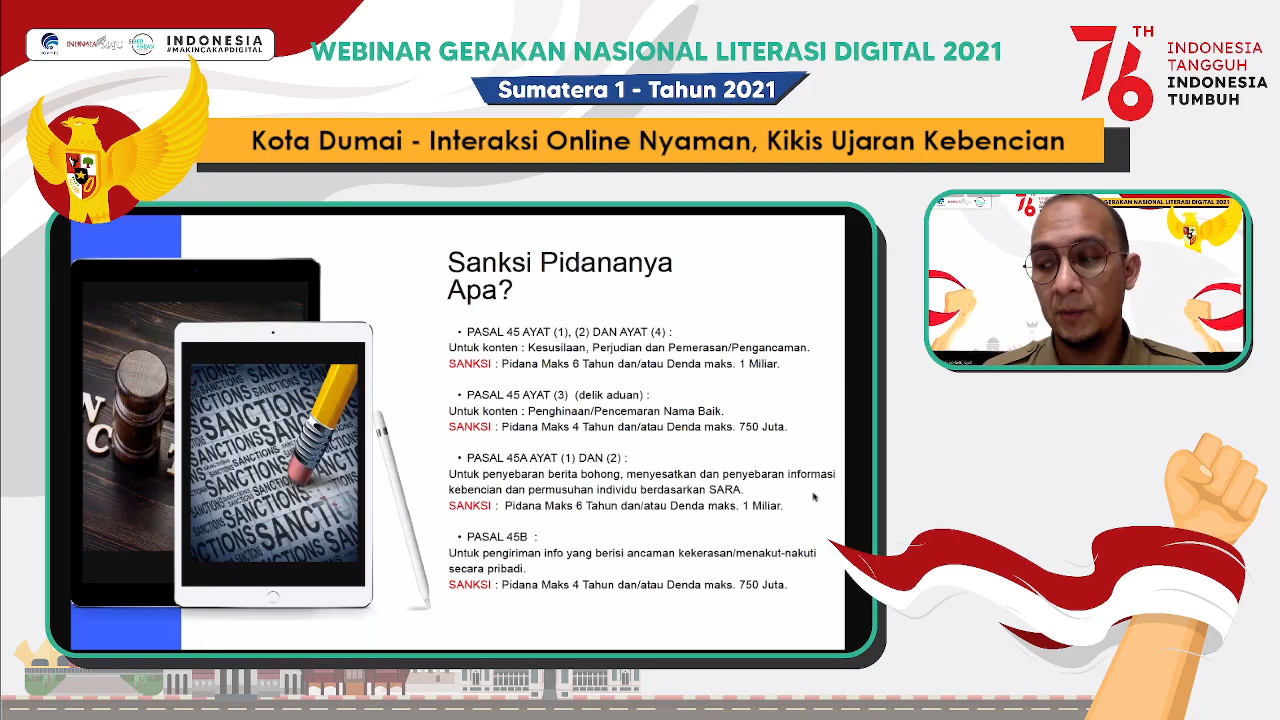 INDONESIA
#MAKINCAKAPDIGITAL
WEBINAR GERAKAN NASIONAL LITERASI DIGITAL 2021
Sumatera 1 - Tahun 2021
76 TH
INDONESIA
TANGGUH
INDONESIA
TUMBUH
Kota Dumai - Interaksi Online Nyaman, Kikis Ujaran Kebencian
Sanksi Pidananya
Apa?
• PASAL 45 AYAT (1), (2) DAN AYAT (4) :
Untuk konten : Kesusilaan, Perjudian dan Pemerasan/Pengancaman.
SANKSI : Pidana Maks 6 Tahun dan/atau Denda maks. 1 Miliar.
• PASAL 45 AYAT (3) (delik aduan) :
Untuk konten : Penghinaan/Pencemaran Nama Baik.
SANKSI : Pidana Maks 4 Tahun dan/atau Denda maks. 750 Juta.
• PASAL 45A AYAT (1) DAN (2) :
Untuk penyebaran berita bohong, menyesatkan dan penyebaran informasi
kebencian dan permusuhan individu berdasarkan SARA.
SANKSI : Pidana Maks 6 Tahun dan/atau Denda maks. 1 Miliar.
• PASAL 45B :
Untuk pengiriman info yang berisi ancaman kekerasan/menakut-nakuti
secara pribadi.
SANKSI : Pidana Maks 4 Tahun dan/atau Denda maks. 750 Juta.
SANCTIONS
76
GERAKAN NASIONAL LITERASI DIGITAL 2021